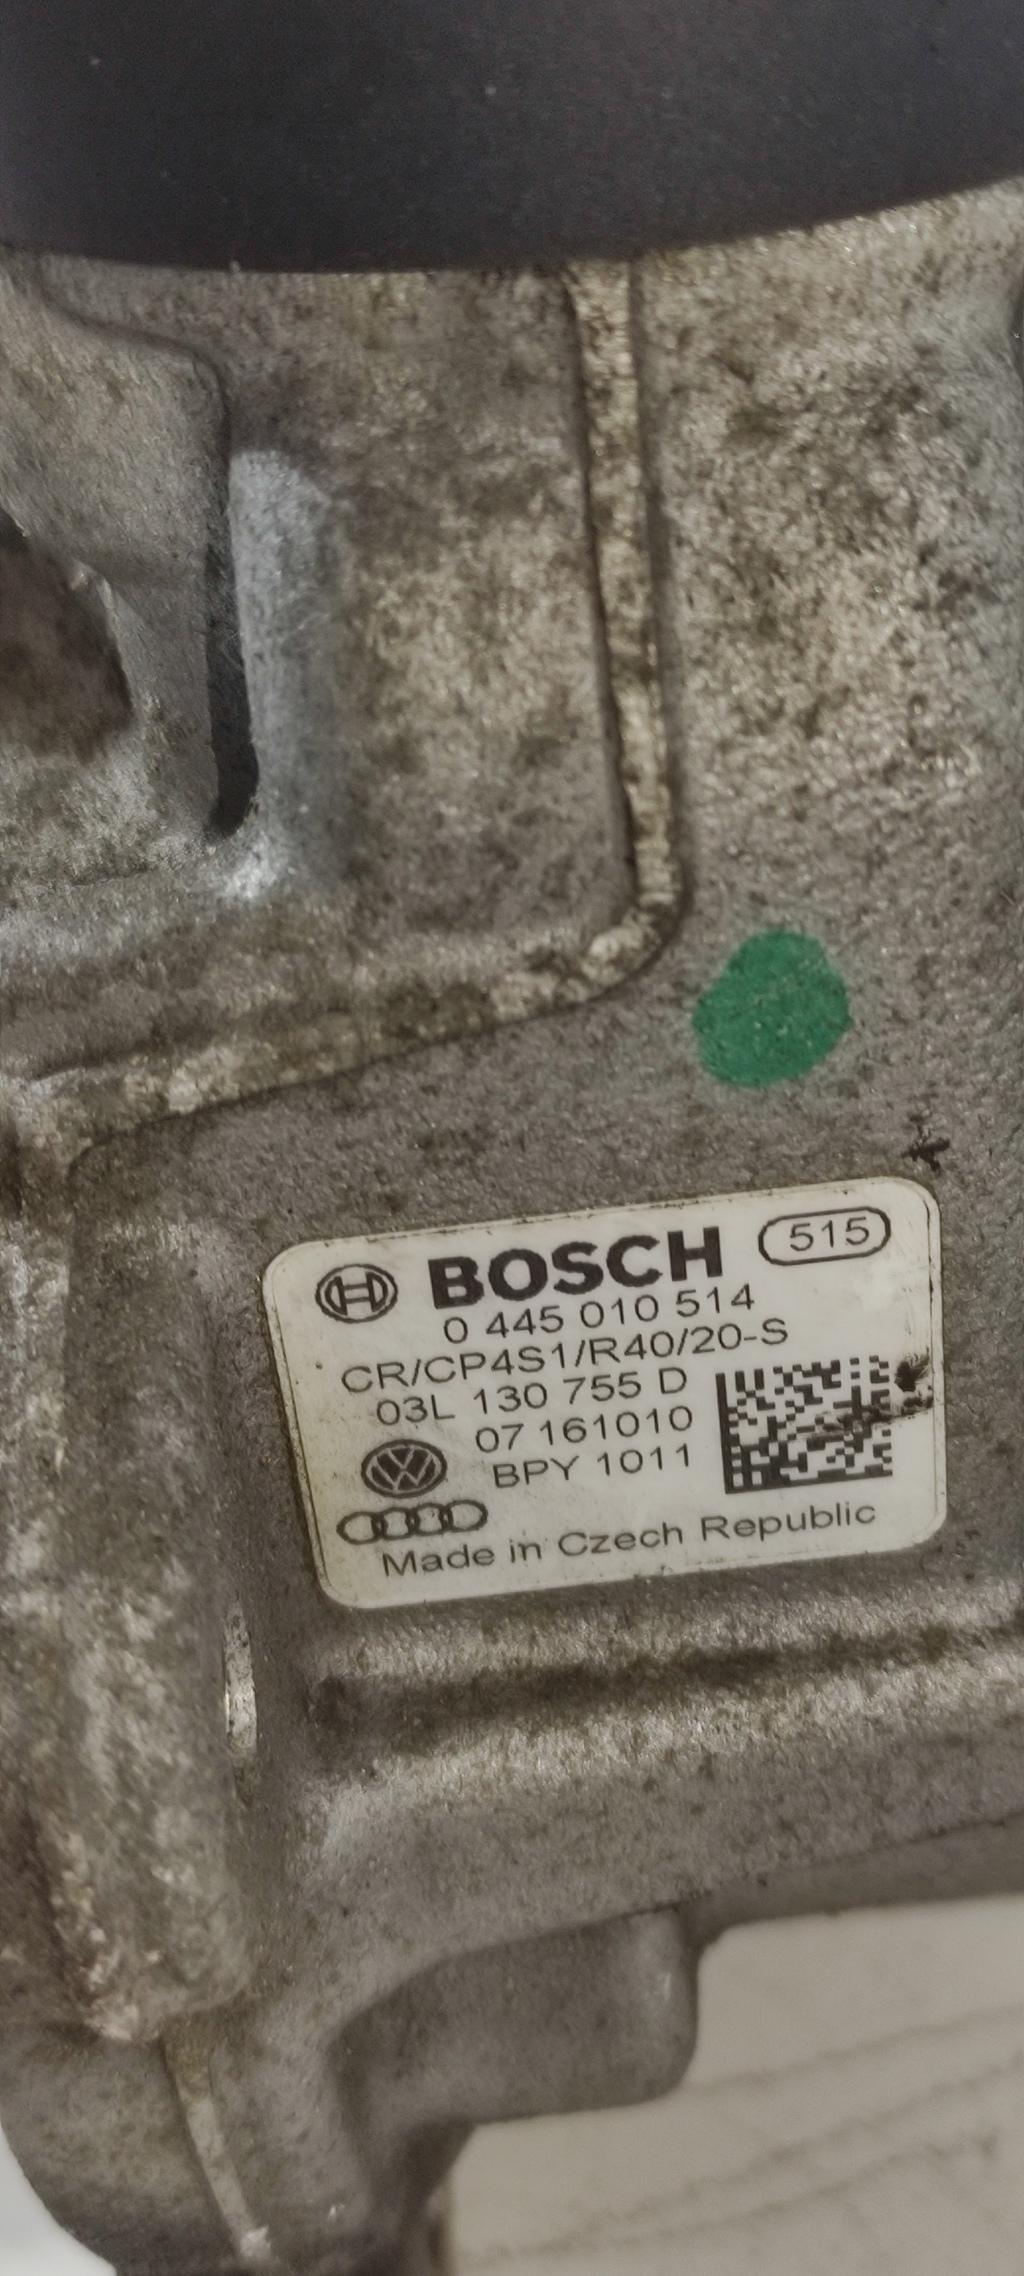 BOSCH 515
0 445 010 514
CR/CP4S1/R40/20-S
03L 130 755 D
07 161010
BPY 1011
Made in Czech Republic